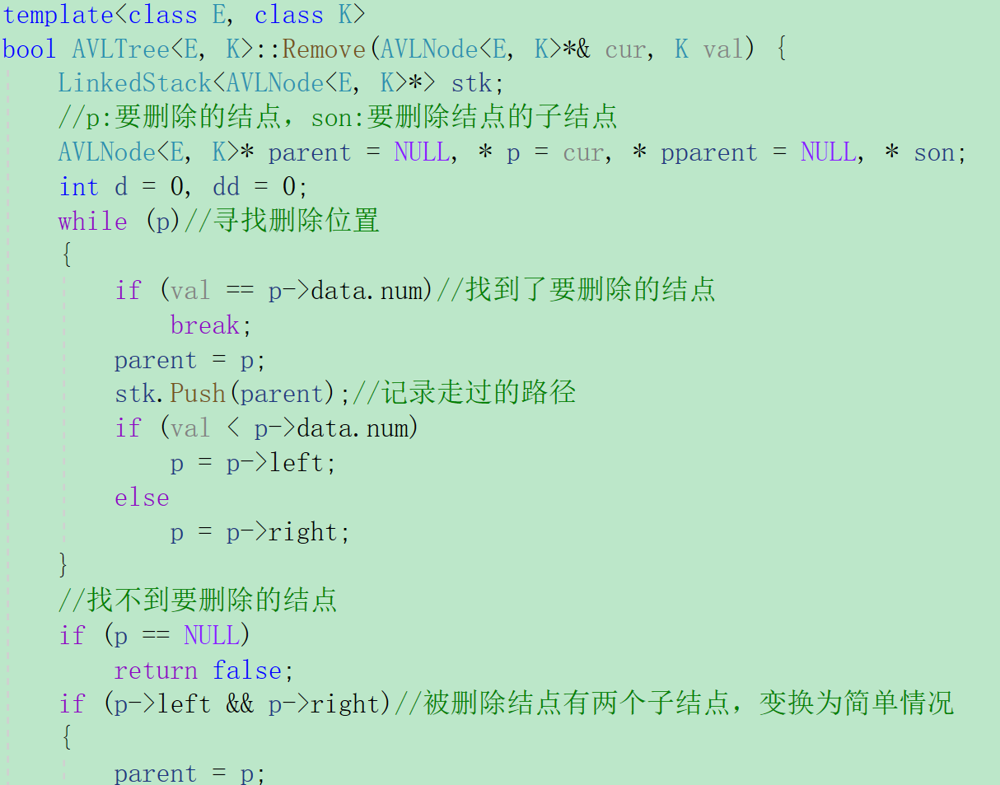 template<class E, class K>
bool AVLTree<E, K>::Remove(AVLNode<E, K>*& cur, K val) {
    LinkedStack<AVLNode<E, K>*> stk;
    //p:要删除的结点，son:要删除结点的子结点
    AVLNode<E, K>* parent = NULL, * p = cur, * pparent = NULL, * son;
    int d = 0, dd = 0;
    while (p)//寻找删除位置
    {
        if (val == p->data.num)//找到了要删除的结点
            break;
        parent = p;
        stk.Push(parent);//记录走过的路径
        if (val < p->data.num)
            p = p->left;
        else
            p = p->right;
    }
    //找不到要删除的结点
    if (p == NULL)
        return false;
    if (p->left && p->right)//被删除结点有两个子结点，变换为简单情况
    {
        parent = p;